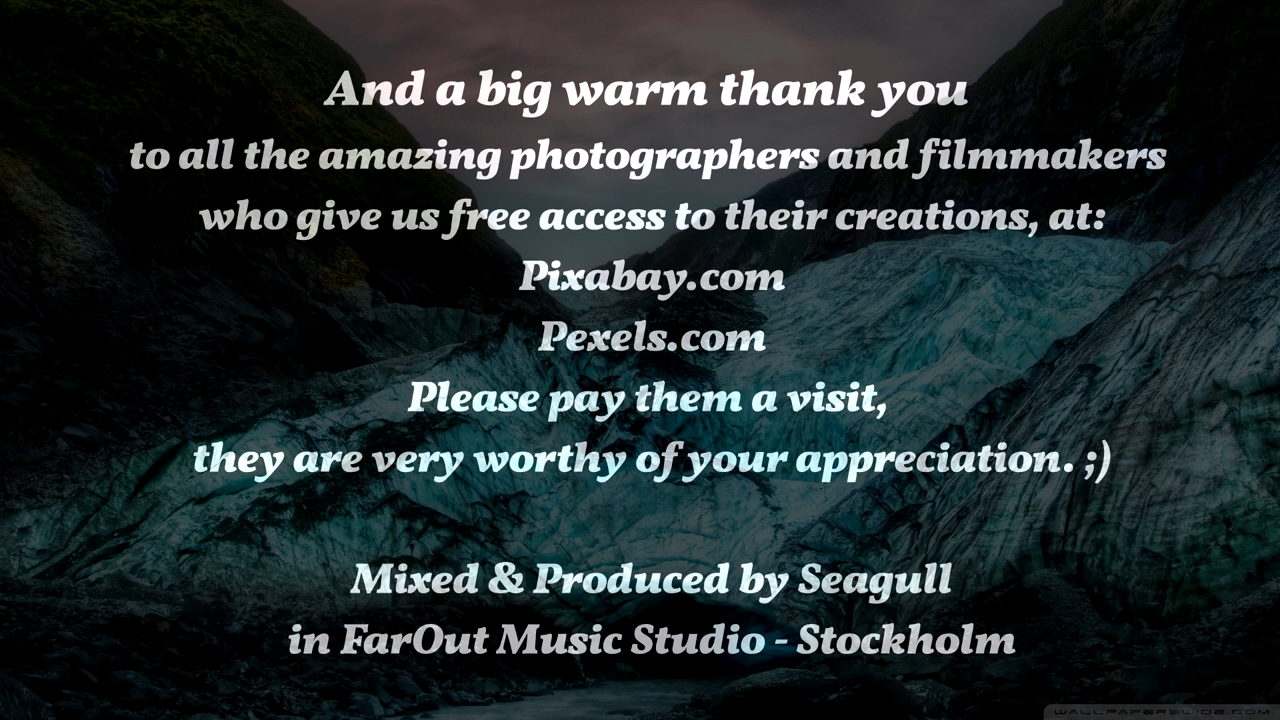 And a big warm thank you
to all the amazing photographers and filmmakers
who give us free access to their creations, at:
Pixabay.com
Pexels.com
Please pay them a visit,
they are very worthy of your appreciation. ;)
Mixed & Produced by Seagull
in FarOut Music Studio - Stockholm
WALLPAPERSWIDE.COM